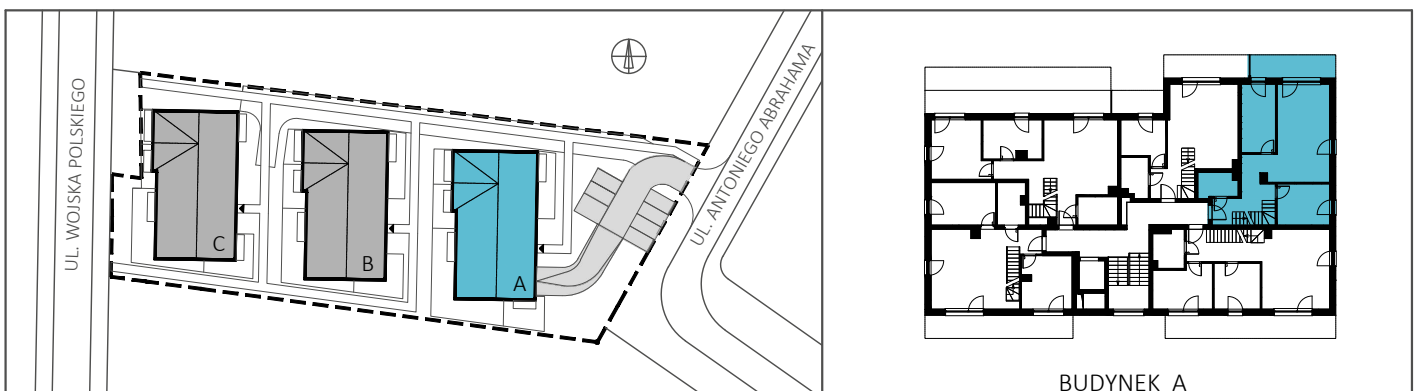 UL. WOJSKA POLSKIEGO
C
B
A
UL. ANTONIEGO ABRAHAMA
BUDYNEK A